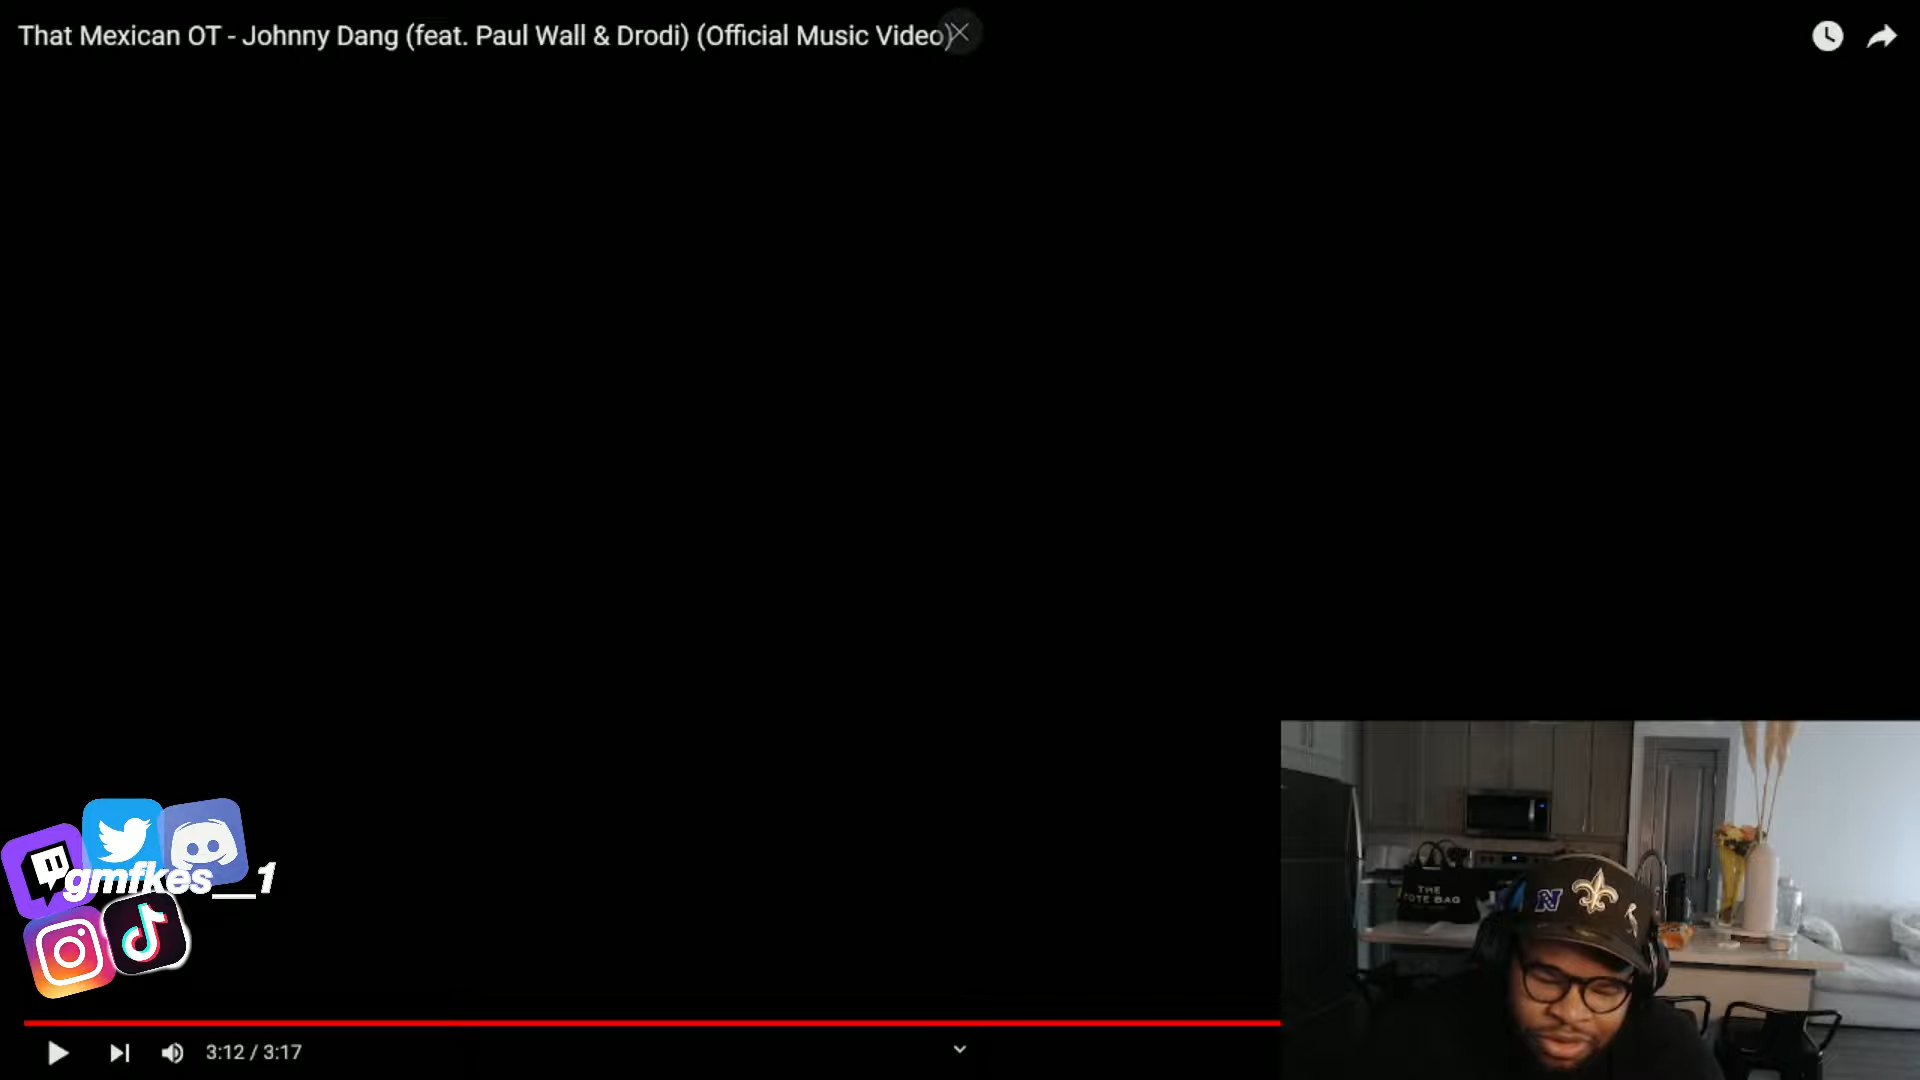 That Mexican OT - Johnny Dang (feat. Paul Wall & Drodi) (Official Music Video)
gmfkes__1
THE
TOTE BAG
3:12 / 3:17